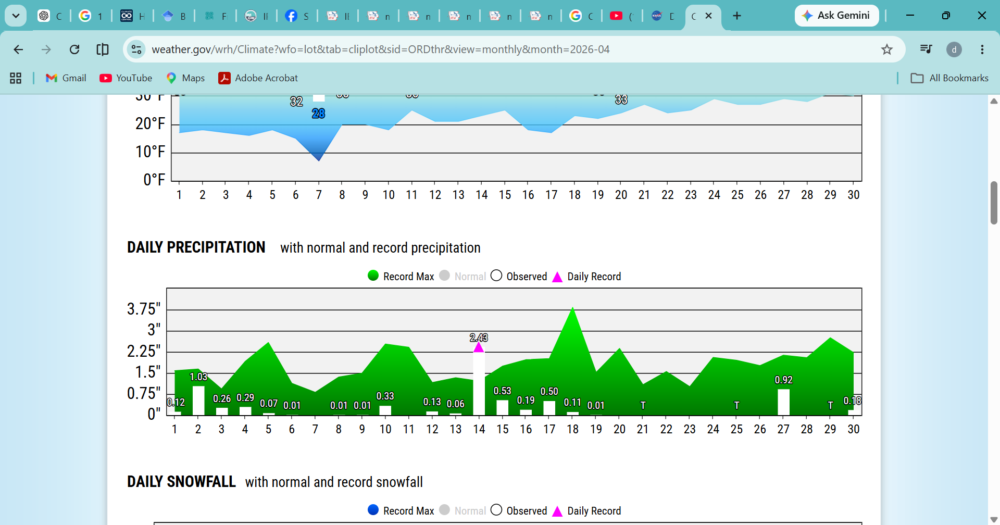 C G 1 H B F II S II n n n n n C ( D C Ask Gemini
weather.gov/wrh/Climate?wfo=lot&tab=cliplot&sid=ORDthr&view=monthly&month=2026-04 d
Gmail YouTube Maps Adobe Acrobat All Bookmarks
30°F
32 33
28
20°F
10°F
0°F
1 2 3 4 5 6 7 8 9 10 11 12 13 14 15 16 17 18 19 20 21 22 23 24 25 26 27 28 29 30
DAILY PRECIPITATION with normal and record precipitation
Record Max Normal Observed Daily Record
3.75"
3"
2.25"
1.5"
0.75"
0"
0.12 1.03 0.26 0.29 0.07 0.01 0.01 0.01 0.33 0.13 0.06 2.43 0.53 0.19 0.50 0.11 0.01 T T 0.92 T 0.18
1 2 3 4 5 6 7 8 9 10 11 12 13 14 15 16 17 18 19 20 21 22 23 24 25 26 27 28 29 30
DAILY SNOWFALL with normal and record snowfall
Record Max Normal Observed Daily Record